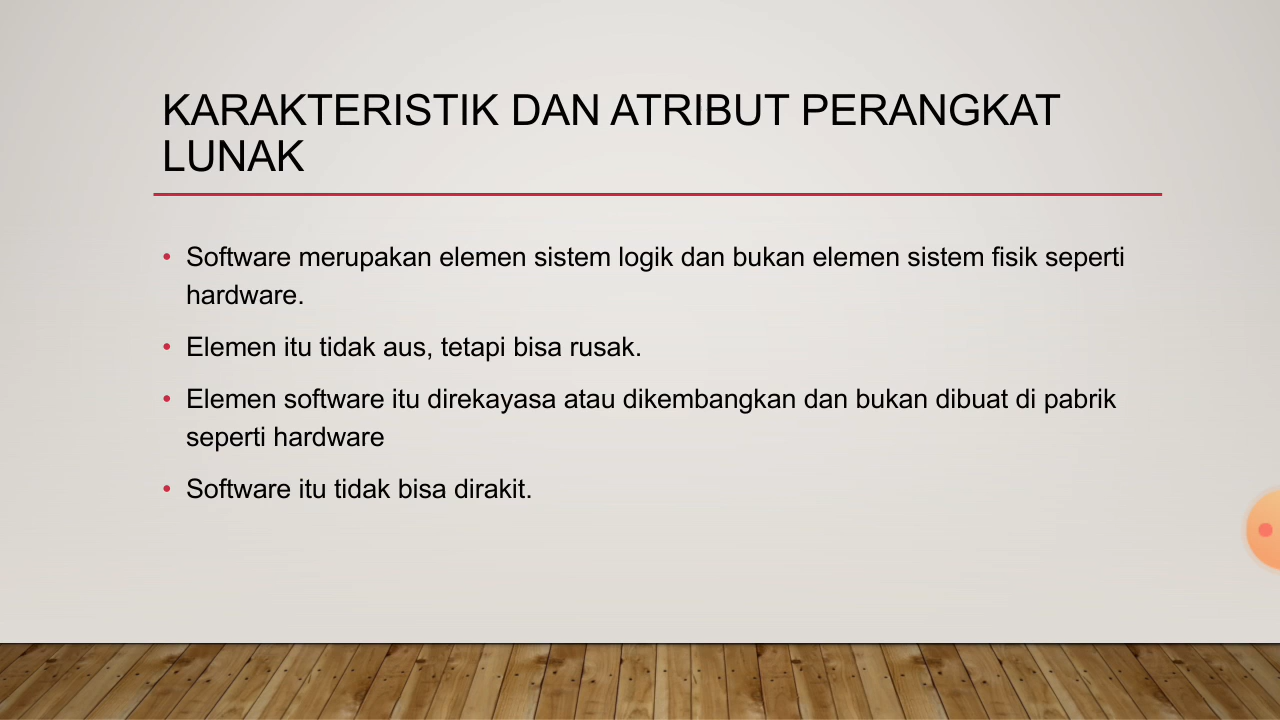 KARAKTERISTIK DAN ATRIBUT PERANGKAT
LUNAK
• Software merupakan elemen sistem logik dan bukan elemen sistem fisik seperti
hardware.
• Elemen itu tidak aus, tetapi bisa rusak.
• Elemen software itu direkayasa atau dikembangkan dan bukan dibuat di pabrik
seperti hardware
• Software itu tidak bisa dirakit.